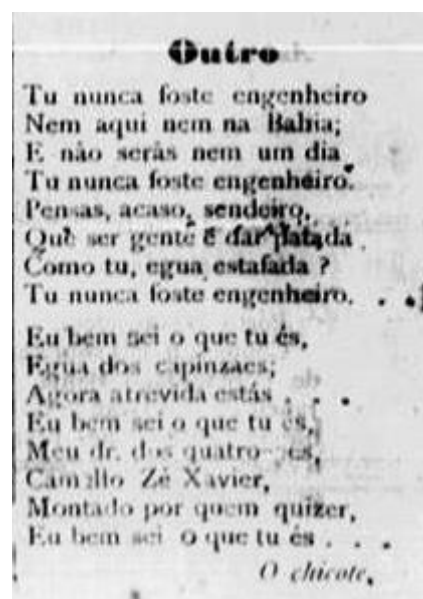 Outro
Tu nunca foste engenheiro
Nem aqui nem na Bahia;
E não serás nem um dia
Tu nunca foste engenheiro.
Pensas, acaso, sendeiro,
Que ser gente é dar patada
Como tu, egua estafada ?
Tu nunca foste engenheiro. . .
Eu bem sei o que tu és,
Egua dos capinzaes;
Agora atrevida estás . . .
Eu bem sei o que tu és,
Meu dr. dos quatro pés,
Camillo Zé Xavier,
Montado por quem quizer,
Eu bem sei o que tu és . . .
O chicote.